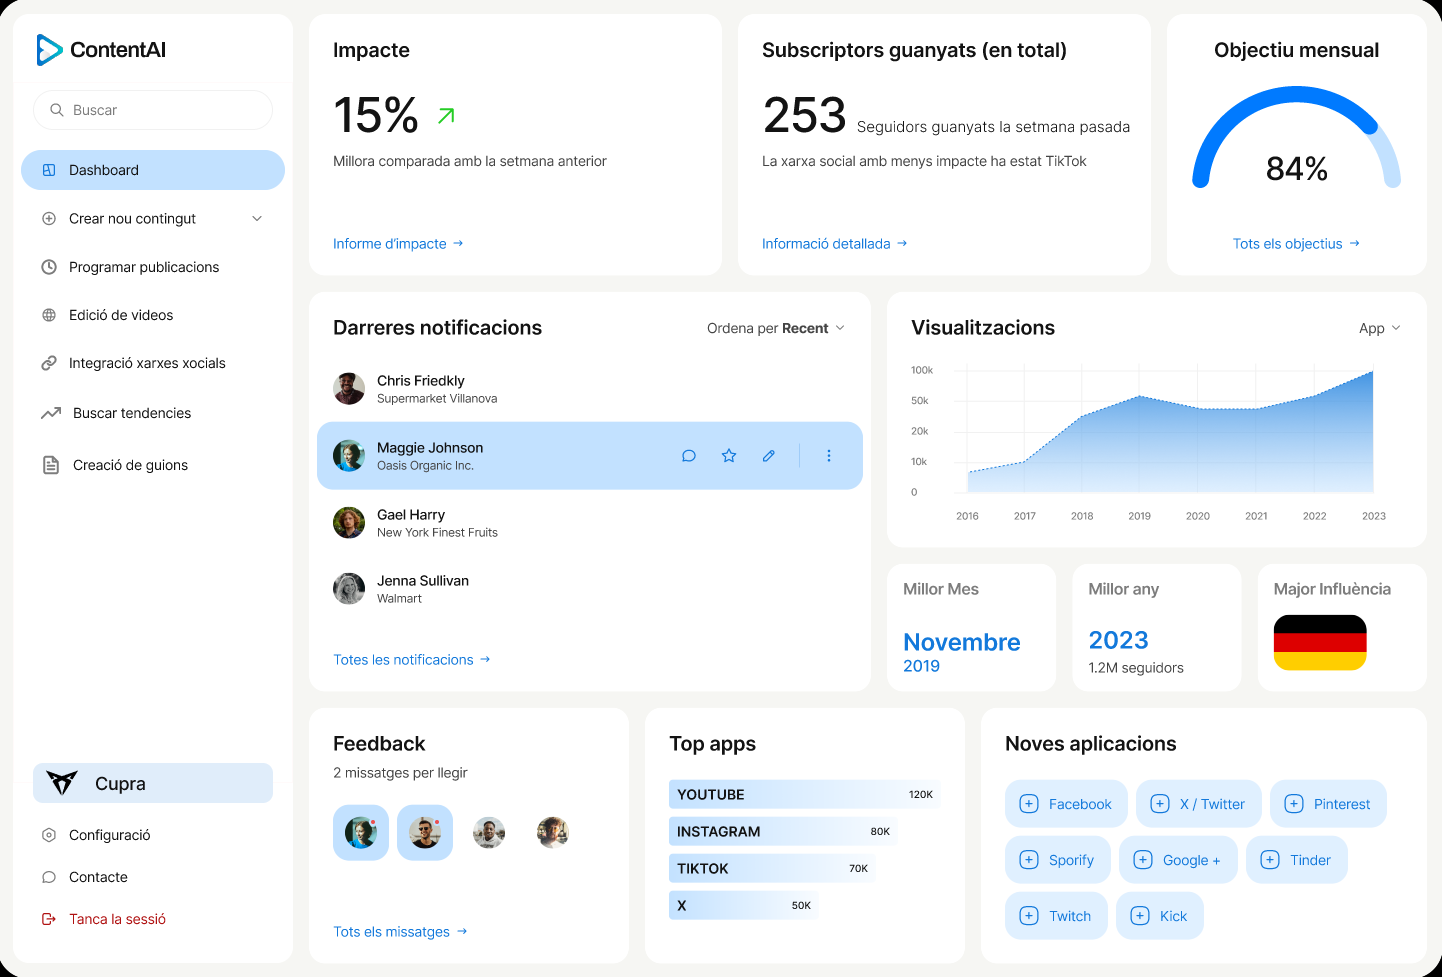 ContentAI
Buscar
Dashboard
Crear nou contingut
Programar publicacions
Edició de videos
Integració xarxes xocials
Buscar tendencies
Creació de guions
Cupra
Configuració
Contacte
Tanca la sessió
Impacte
15%
Millora comparada amb la setmana anterior
Informe d'impacte
Subscriptors guanyats (en total)
253 Seguidors guanyats la setmana pasada
La xarxa social amb menys impacte ha estat TikTok
Informació detallada
Objectiu mensual
84%
Tots els objectius
Darreres notificacions
Ordena per Recent
Chris Friedkly
Supermarket Villanova
Maggie Johnson
Oasis Organic Inc.
Gael Harry
New York Finest Fruits
Jenna Sullivan
Walmart
Totes les notificacions
Visualitzacions
App
100k
50k
20k
10k
0
2016 2017 2018 2019 2020 2021 2022 2023
Millor Mes
Novembre
2019
Millor any
2023
1.2M seguidors
Major Influència
Feedback
2 missatges per llegir
Tots els missatges
Top apps
YOUTUBE 120K
INSTAGRAM 80K
TIKTOK 70K
X 50K
Noves aplicacions
Facebook X / Twitter Pinterest
Sporify Google + Tinder
Twitch Kick